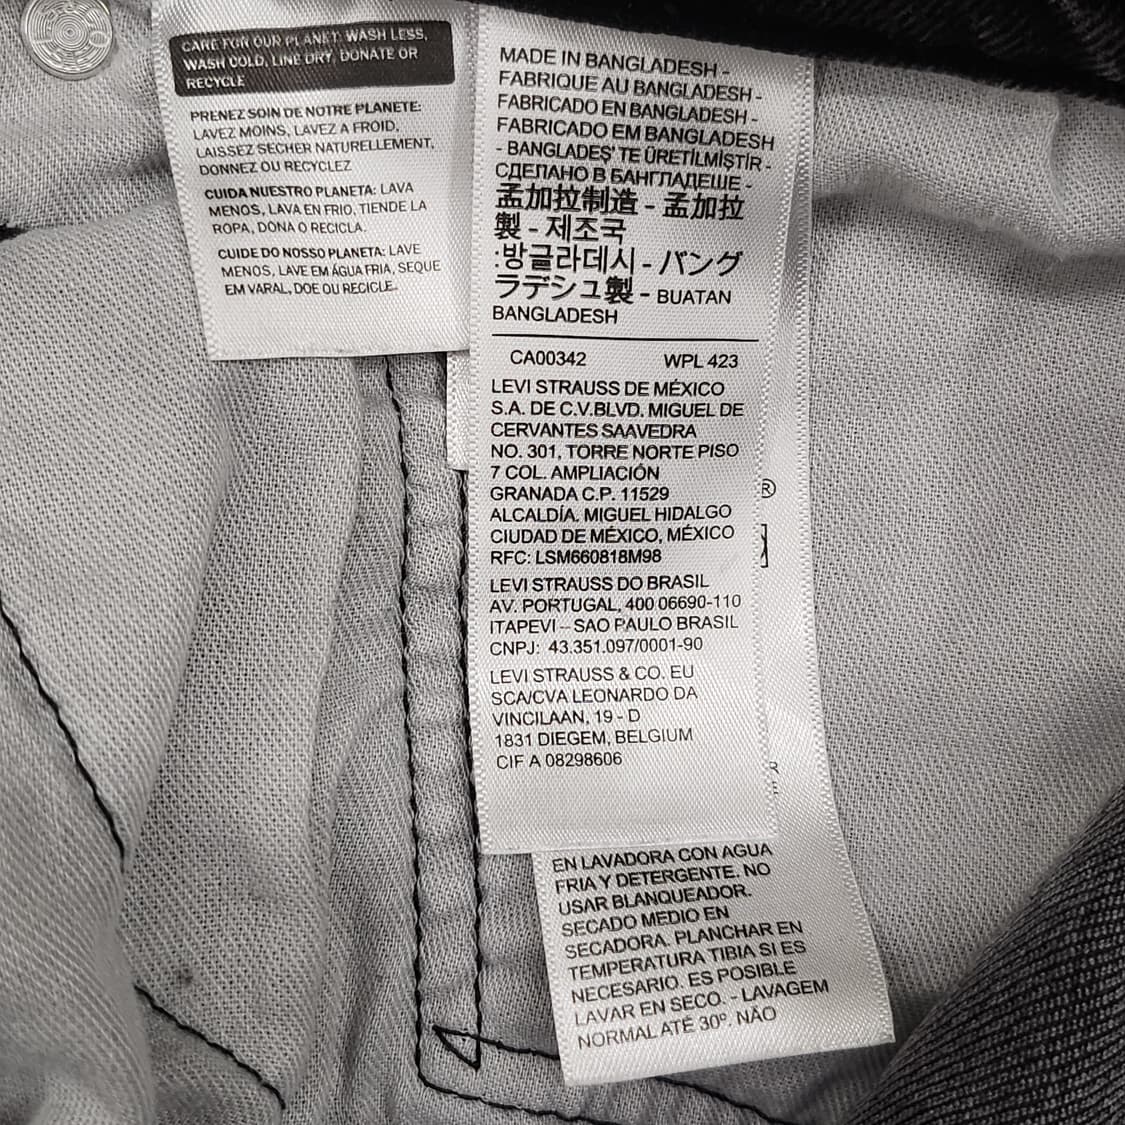 CARE FOR OUR PLANET: WASH LESS,
WASH COLD, LINE DRY, DONATE OR
RECYCLE
PRENEZ SOIN DE NOTRE PLANETE:
LAVEZ MOINS, LAVEZ A FROID,
LAISSEZ SECHER NATURELLEMENT,
DONNEZ OU RECYCLEZ
CUIDA NUESTRO PLANETA: LAVA
MENOS, LAVA EN FRIO, TIENDE LA
ROPA, DONA O RECICLA.
CUIDE DO NOSSO PLANETA: LAVE
MENOS, LAVE EM ÁGUA FRIA, SEQUE
EM VARAL, DOE OU RECICLE.
MADE IN BANGLADESH -
FABRIQUE AU BANGLADESH -
FABRICADO EN BANGLADESH -
FABRICADO EM BANGLADESH
- BANGLADEŞ' TE ÜRETİLMİŞTİR -
СДЕЛАНО В БАНГЛАДЕШЕ -
孟加拉制造 - 孟加拉
製 - 제조국
:방글라데시 - バング
ラデシュ製 - BUATAN
BANGLADESH
CA00342 WPL 423
LEVI STRAUSS DE MÉXICO
S.A. DE C.V.BLVD. MIGUEL DE
CERVANTES SAAVEDRA
NO. 301, TORRE NORTE PISO
7 COL. AMPLIACIÓN
GRANADA C.P. 11529
ALCALDÍA. MIGUEL HIDALGO
CIUDAD DE MÉXICO, MÉXICO
RFC: LSM660818M98
LEVI STRAUSS DO BRASIL
AV. PORTUGAL, 400 06690-110
ITAPEVI – SAO PAULO BRASIL
CNPJ: 43.351.097/0001-90
LEVI STRAUSS & CO. EU
SCA/CVA LEONARDO DA
VINCILAAN, 19 - D
1831 DIEGEM, BELGIUM
CIF A 08298606
®
EN LAVADORA CON AGUA
FRIA Y DETERGENTE. NO
USAR BLANQUEADOR.
SECADO MEDIO EN
SECADORA. PLANCHAR EN
TEMPERATURA TIBIA SI ES
NECESARIO. ES POSIBLE
LAVAR EN SECO. - LAVAGEM
NORMAL ATÉ 30º. NÃO